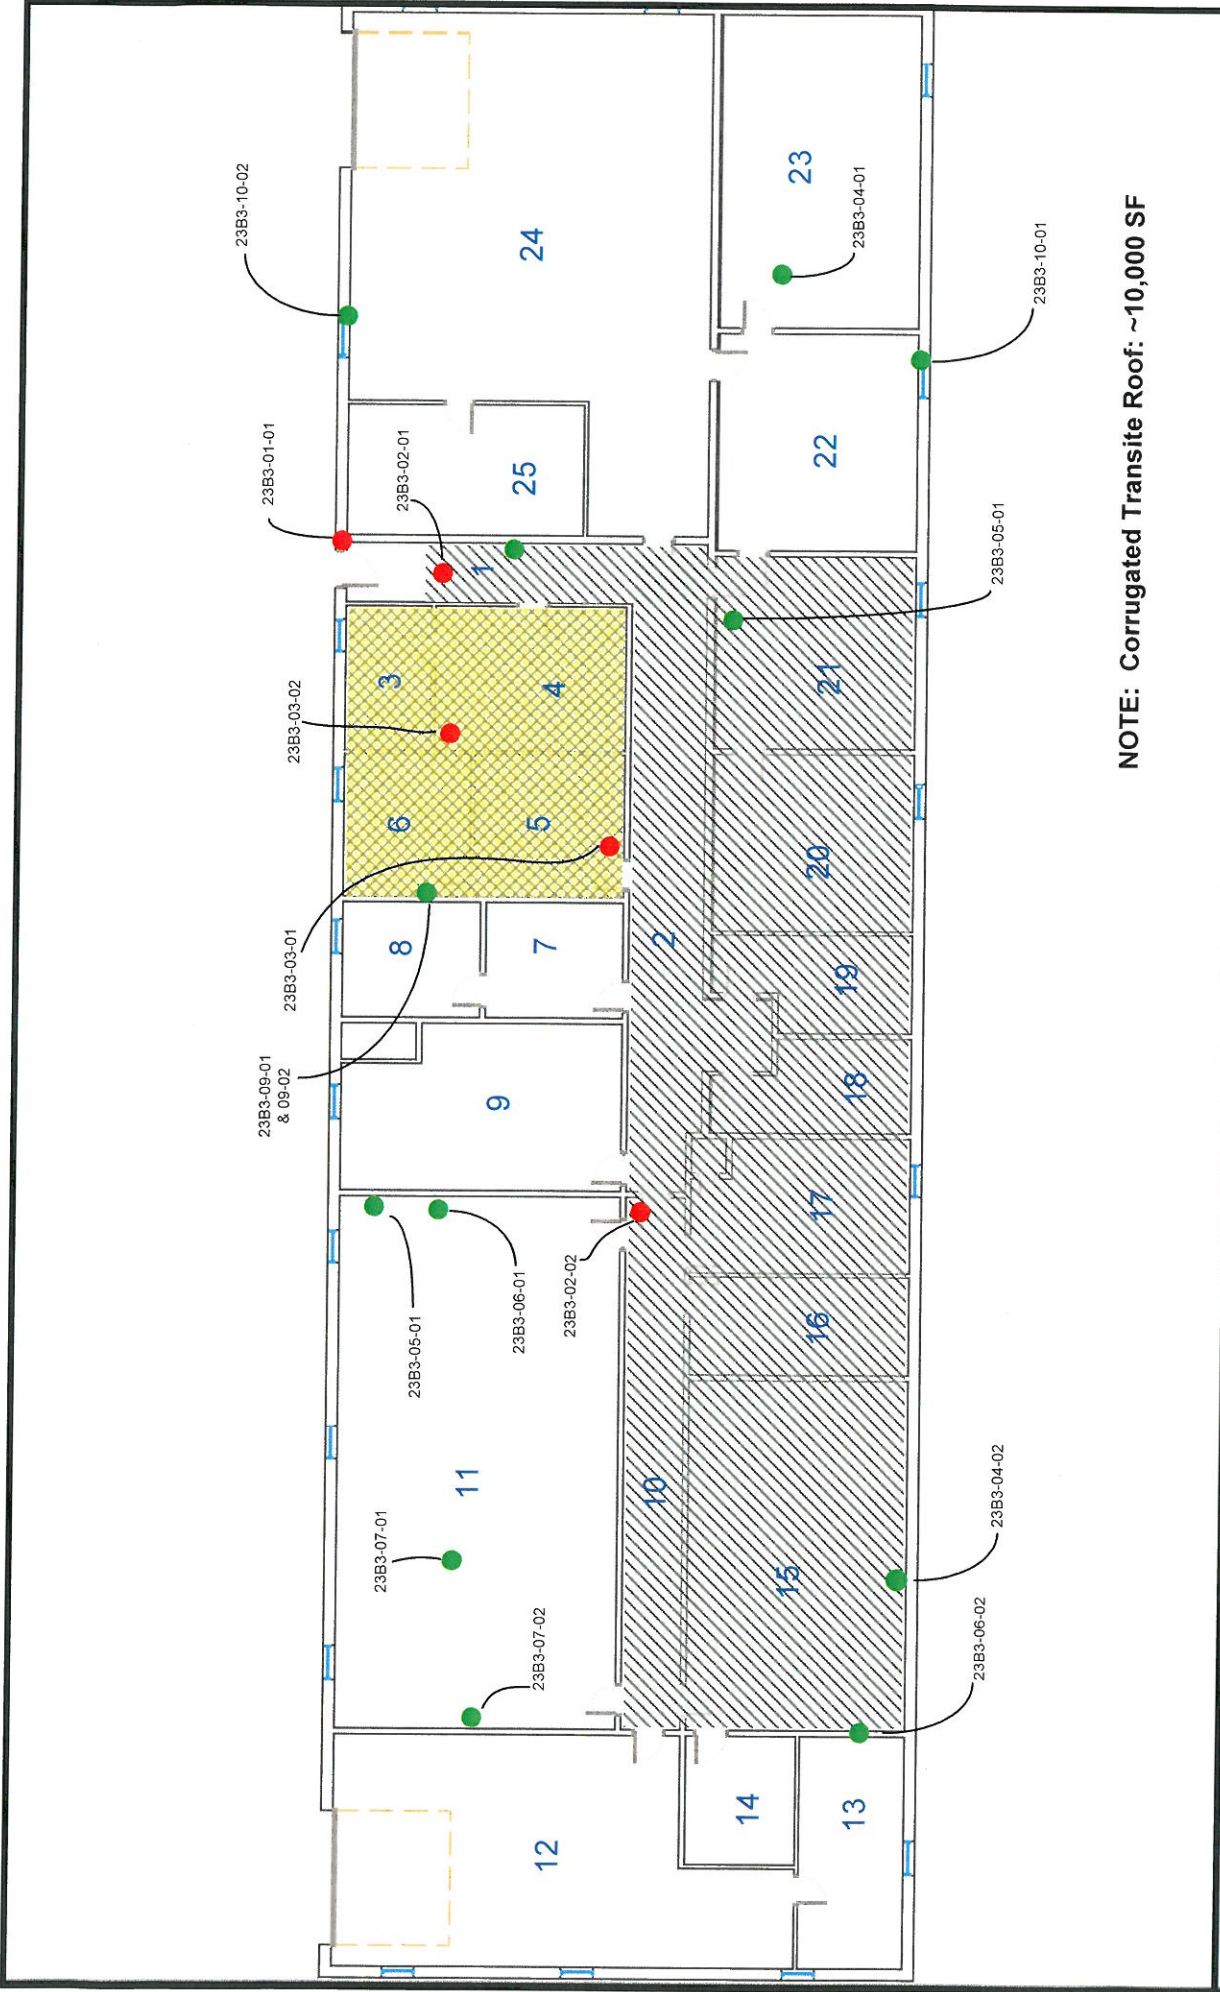 23B3-10-02
23B3-01-01
23B3-02-01
24
23
23B3-04-01
25
22
23B3-10-01
1
23B3-03-02
3
4
23B3-05-01
21
6
5
20
23B3-03-01
8
7
2
19
23B3-09-01
& 09-02
9
18
17
23B3-05-01
23B3-06-01
23B3-02-02
16
11
10
15
23B3-07-01
23B3-07-02
23B3-04-02
23B3-06-02
12
14
13
NOTE: Corrugated Transite Roof: ~10,000 SF